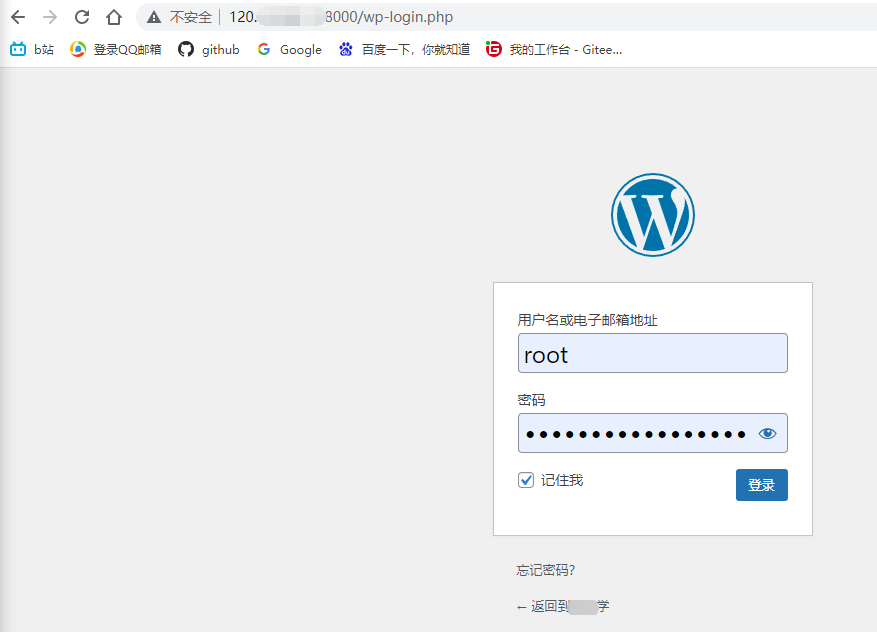 不安全 120. 8000/wp-login.php
b站 登录QQ邮箱 github Google 百度一下，你就知道 我的工作台 - Gitee...
用户名或电子邮箱地址
root
密码
••••••••••••••••••
记住我 登录
忘记密码?
← 返回到 学